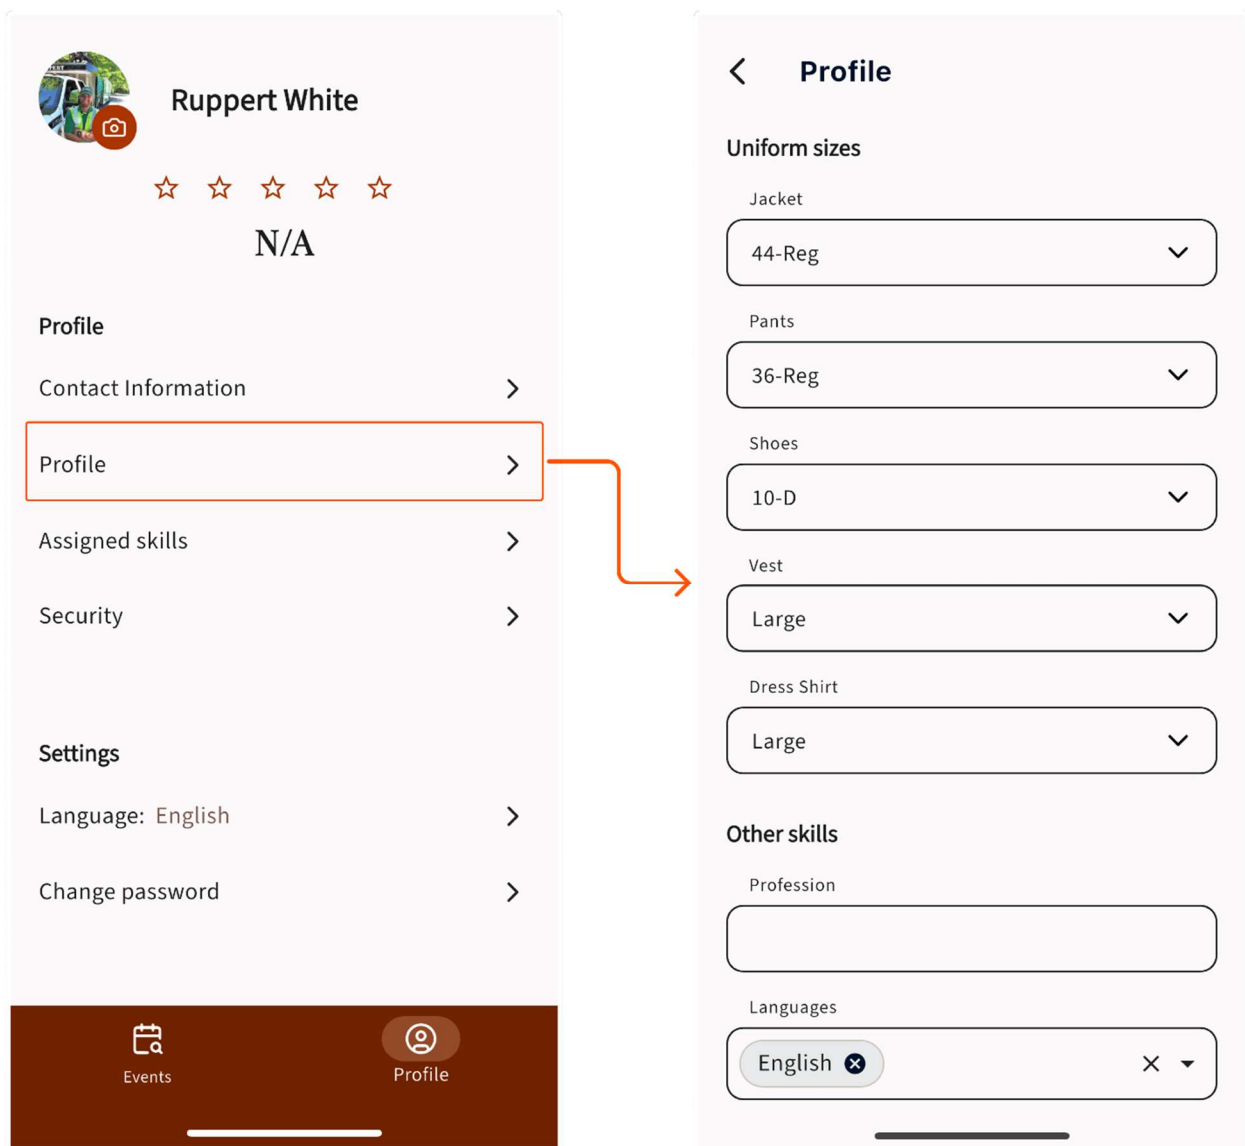 Ruppert White
N/A
Profile
Contact Information
Profile
Assigned skills
Security
Settings
Language: English
Change password
Events
Profile
Profile
Uniform sizes
Jacket
44-Reg
Pants
36-Reg
Shoes
10-D
Vest
Large
Dress Shirt
Large
Other skills
Profession
Languages
English